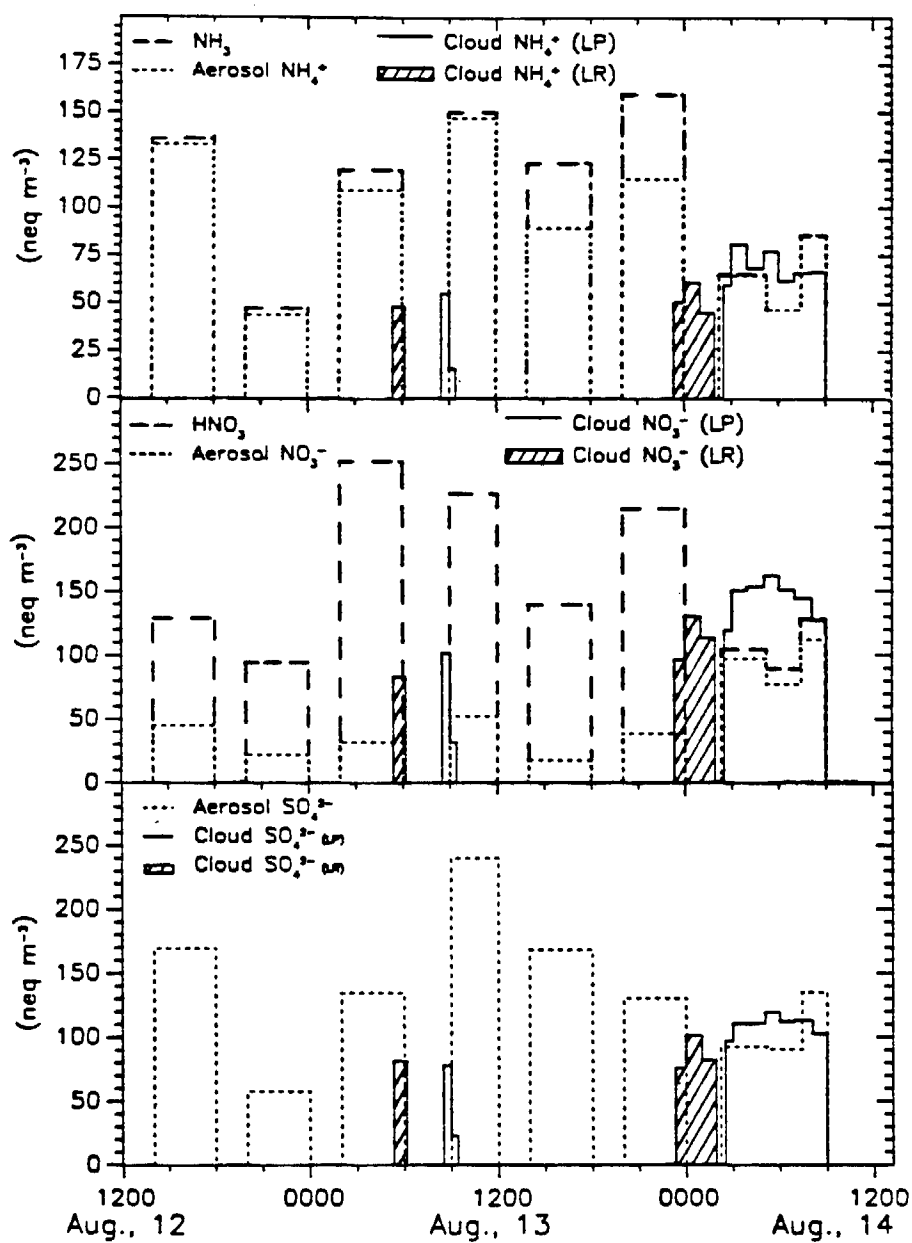 NH₃ Cloud NH₄⁺ (LP)
Aerosol NH₄⁺ Cloud NH₄⁺ (LR)
175
150
125
100
75
50
25
0
(neq m⁻³)
HNO₃ Cloud NO₃⁻ (LP)
Aerosol NO₃⁻ Cloud NO₃⁻ (LR)
250
200
150
100
50
0
(neq m⁻³)
Aerosol SO₄²⁻
Cloud SO₄²⁻ (LP)
Cloud SO₄²⁻ (LR)
250
200
150
100
50
0
(neq m⁻³)
1200 0000 1200 0000 1200
Aug., 12 Aug., 13 Aug., 14